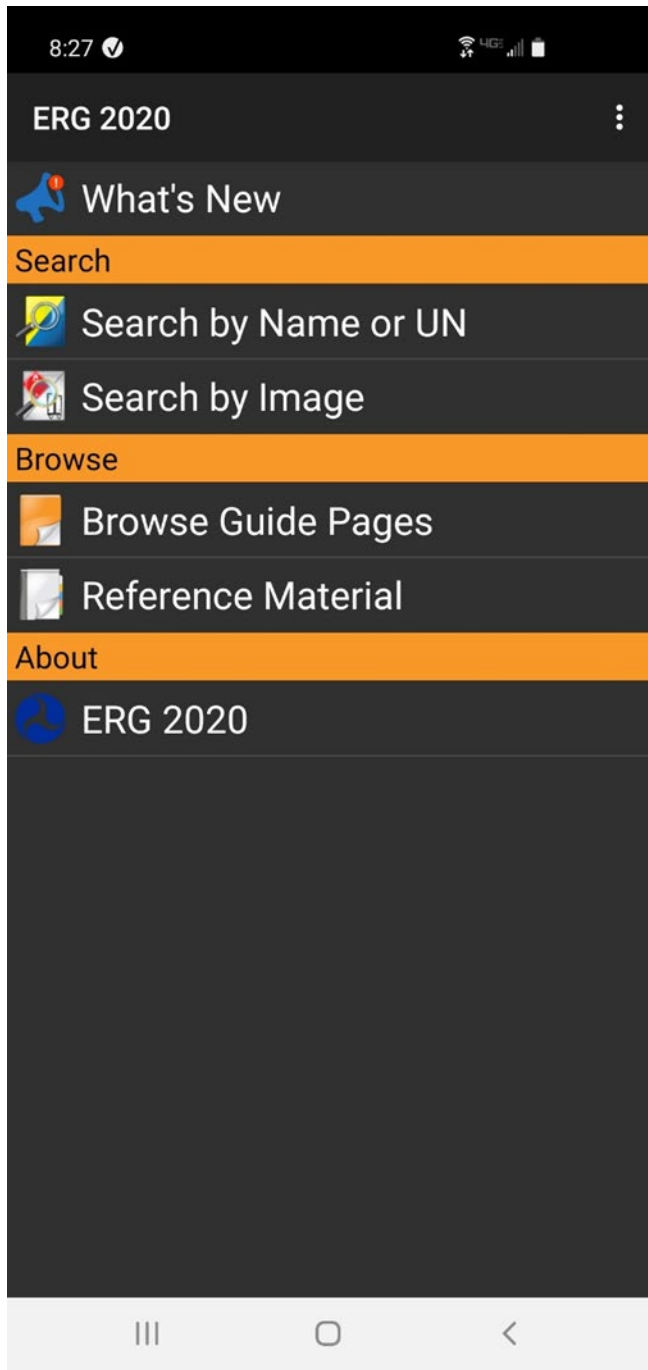 8:27
4GE
ERG 2020
What's New
Search
Search by Name or UN
Search by Image
Browse
Browse Guide Pages
Reference Material
About
ERG 2020